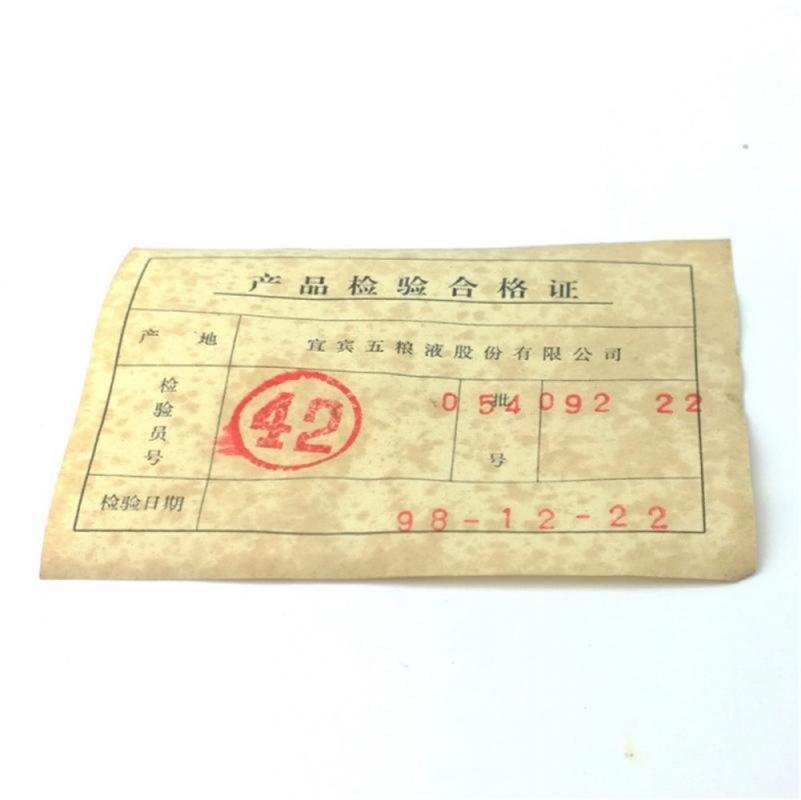 产品检验合格证
产地 宜宾五粮液股份有限公司
检验员号 42 批号 054092 22
检验日期 98-12-22